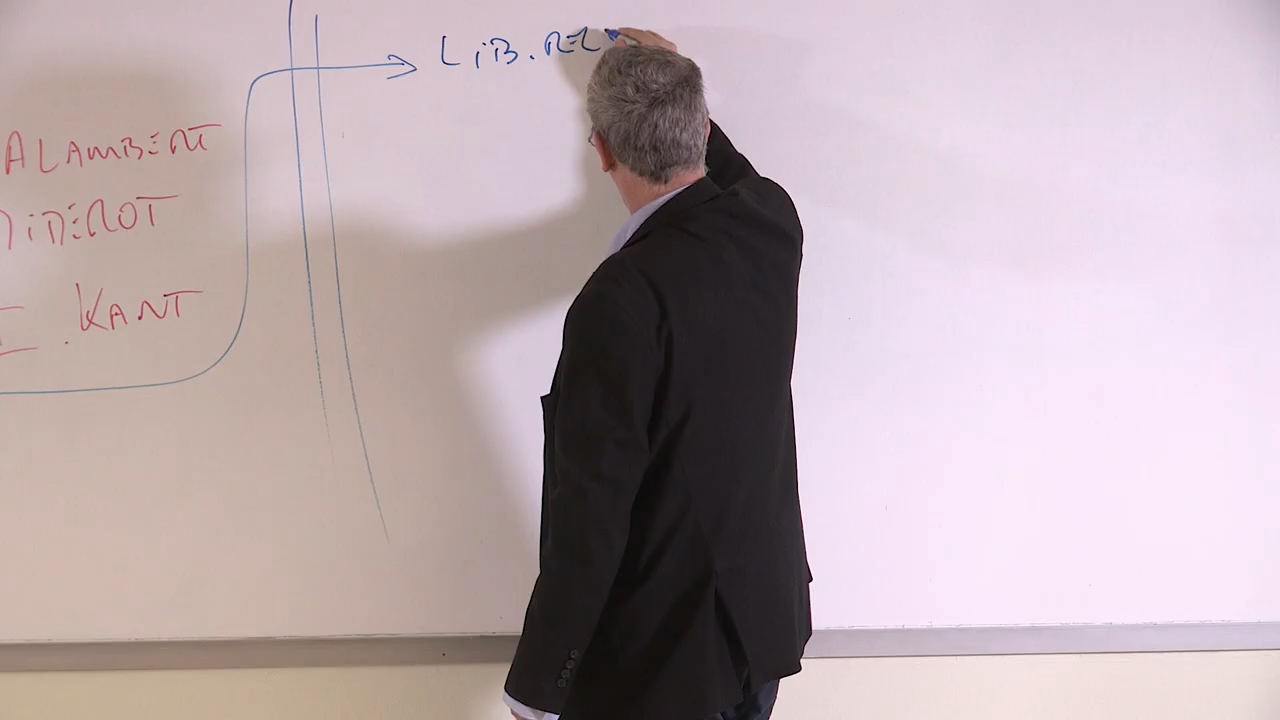 LiB. REL
ALAMBERT
DIDEROT
I. KANT